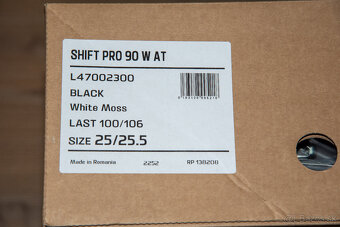 SHIFT PRO 90 W AT
L47002300
BLACK
White Moss
LAST 100/106
SIZE 25/25.5
Made in Romania 2252 RP 138208